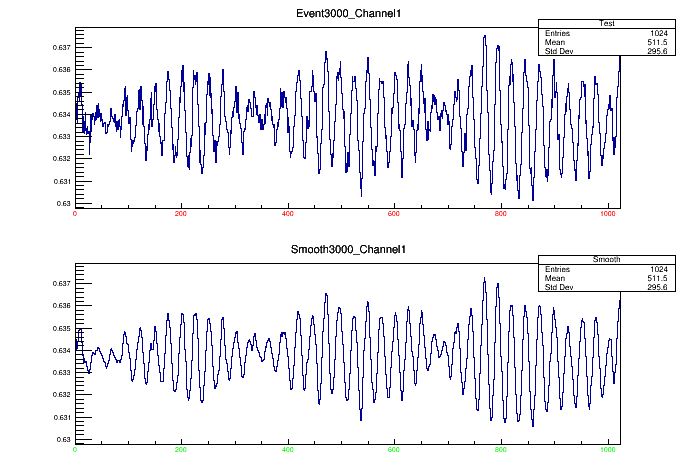 Event3000_Channel1
Test
Entries 1024
Mean 511.5
Std Dev 295.6
0.637
0.636
0.635
0.634
0.633
0.632
0.631
0.63
0 200 400 600 800 1000
Smooth3000_Channel1
Smooth
Entries 1024
Mean 511.5
Std Dev 295.6
0.637
0.636
0.635
0.634
0.633
0.632
0.631
0.63
0 200 400 600 800 1000